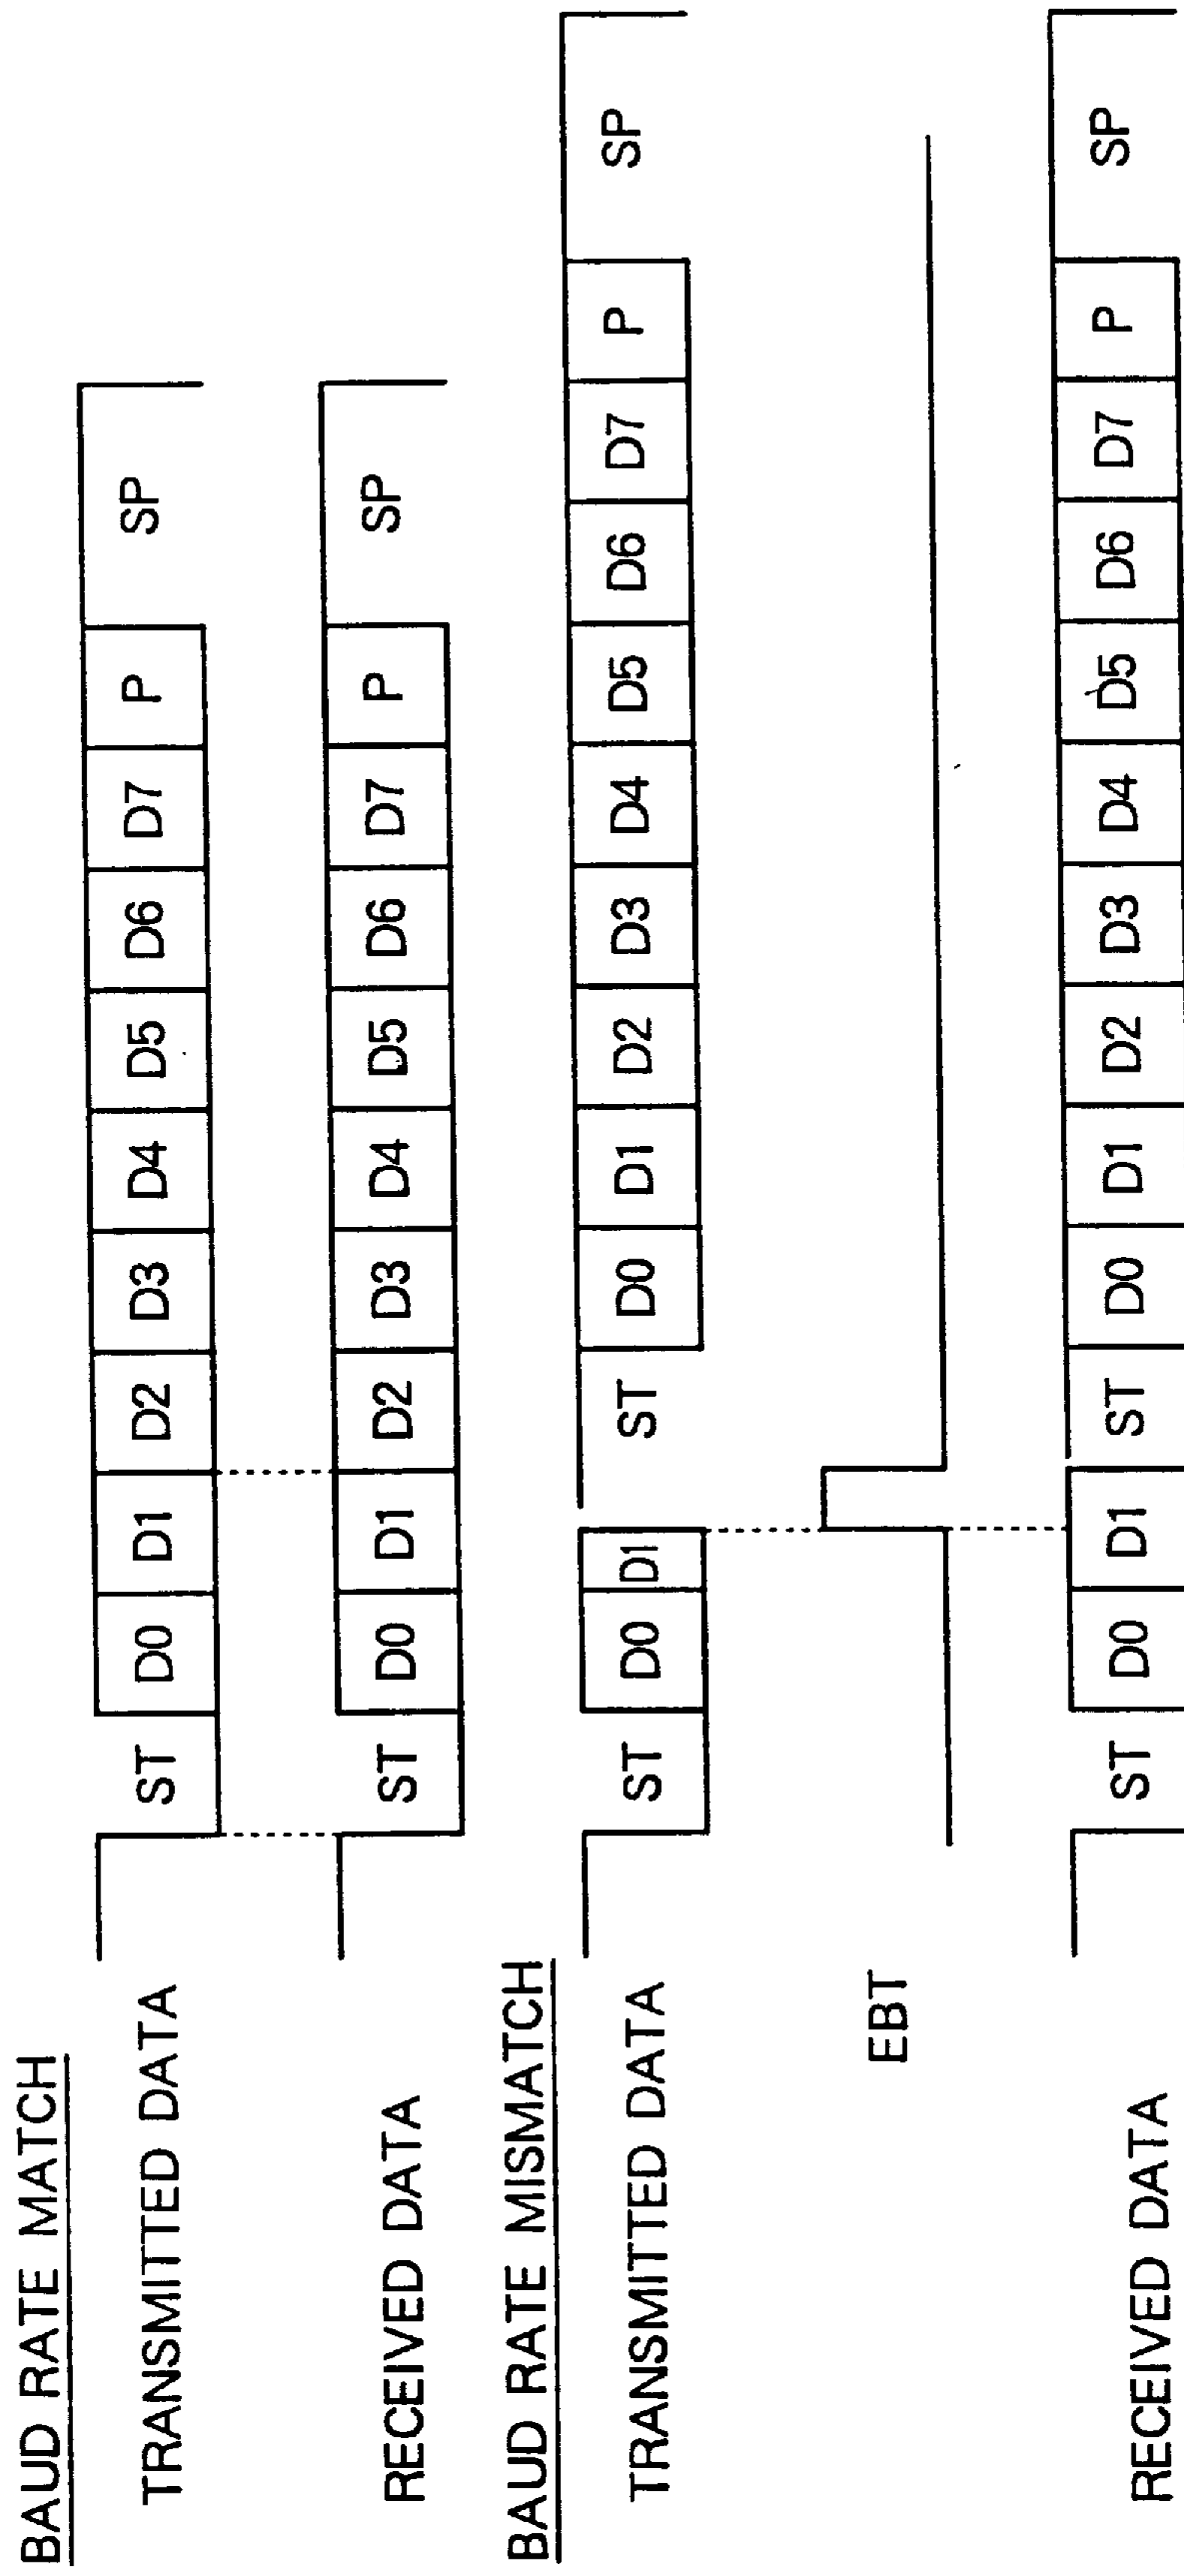 BAUD RATE MATCH
TRANSMITTED DATA ST D0 D1 D2 D3 D4 D5 D6 D7 P SP
RECEIVED DATA ST D0 D1 D2 D3 D4 D5 D6 D7 P SP
BAUD RATE MISMATCH
TRANSMITTED DATA ST D0 D1 ST D0 D1 D2 D3 D4 D5 D6 D7 P SP
EBT
RECEIVED DATA ST D0 D1 ST D0 D1 D2 D3 D4 D5 D6 D7 P SP